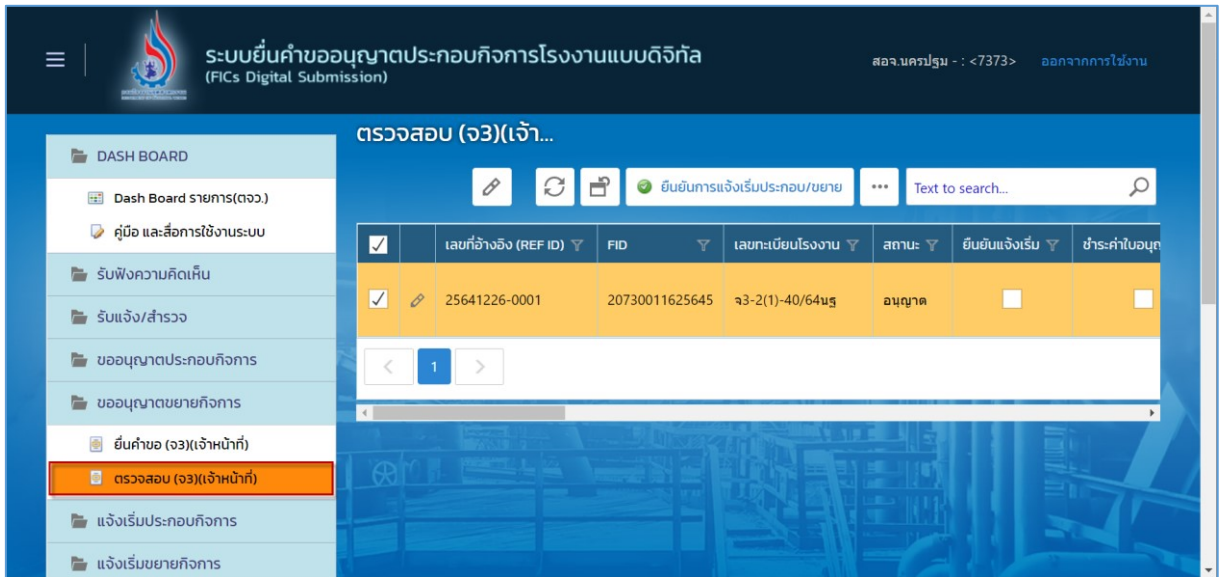 ระบบยื่นคำขออนุญาตประกอบกิจการโรงงานแบบดิจิทัล
(FICs Digital Submission)
สอจ.นครปฐม - : <7373> ออกจากการใช้งาน
ตรวจสอบ (จ3)(เจ้า...
DASH BOARD
Dash Board รายการ(ตจว.)
คู่มือ และสื่อการใช้งานระบบ
รับฟังความคิดเห็น
รับแจ้ง/สำรวจ
ขออนุญาตประกอบกิจการ
ขออนุญาตขยายกิจการ
ยื่นคำขอ (จ3)(เจ้าหน้าที่)
ตรวจสอบ (จ3)(เจ้าหน้าที่)
แจ้งเริ่มประกอบกิจการ
แจ้งเริ่มขยายกิจการ
ยืนยันการแจ้งเริ่มประกอบ/ขยาย ••• Text to search...
เลขที่อ้างอิง (REF ID) FID เลขทะเบียนโรงงาน สถานะ ยืนยันแจ้งเริ่ม ชำระค่าใบอนุญ
25641226-0001 20730011625645 จ3-2(1)-40/64นฐ อนุญาต
1